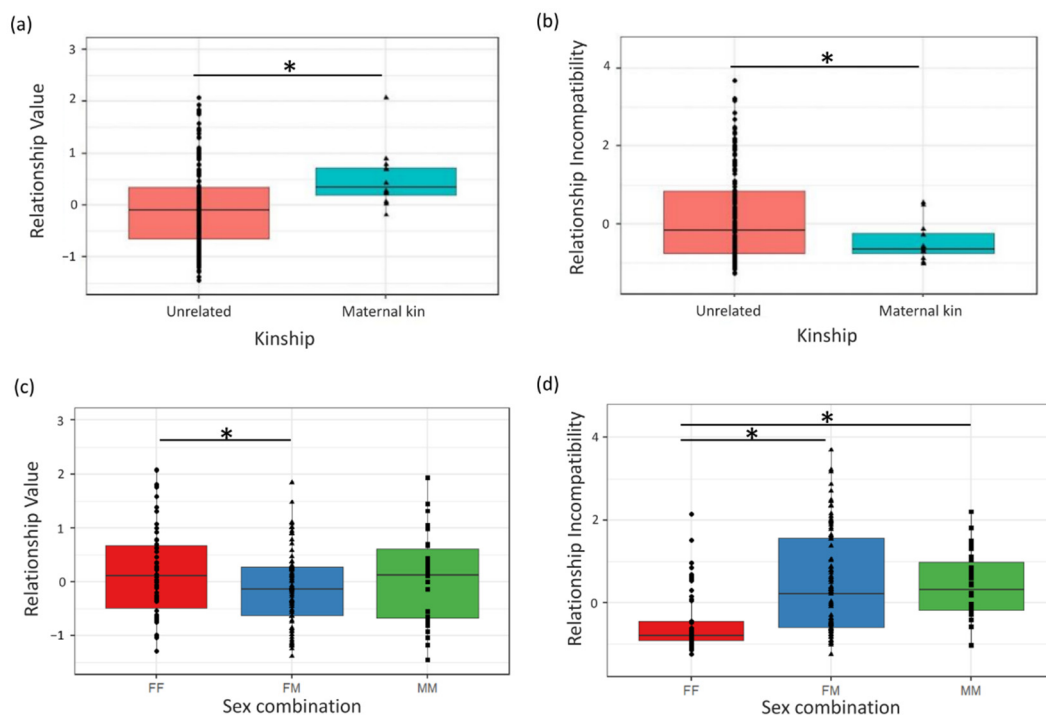 (a)
Relationship Value
3
2
1
0
−1
*
Unrelated
Maternal kin
Kinship
(b)
Relationship Incompatibility
4
2
0
*
Unrelated
Maternal kin
Kinship
(c)
Relationship Value
3
2
1
0
−1
*
FF
FM
MM
Sex combination
(d)
Relationship Incompatibility
4
2
0
*
*
FF
FM
MM
Sex combination